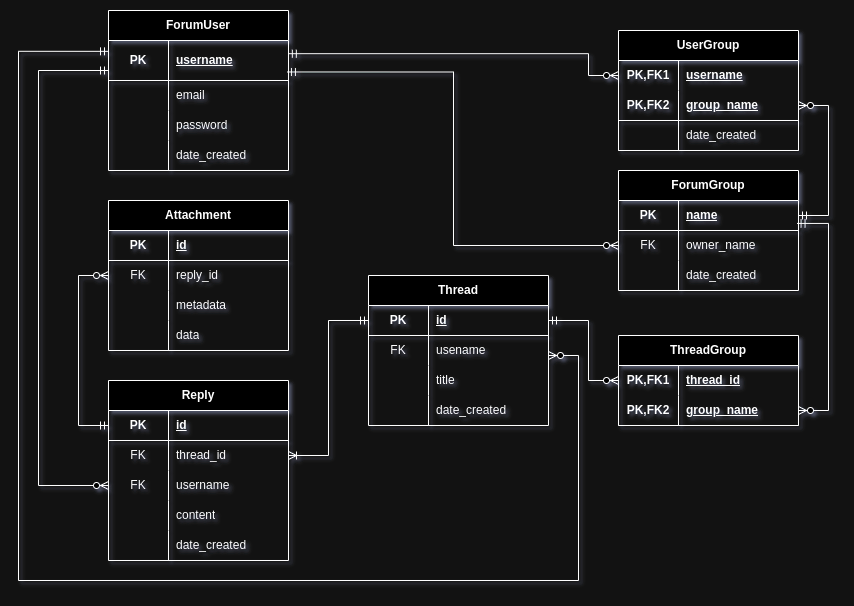 ForumUser
PK username
email
password
date_created
UserGroup
PK,FK1 username
PK,FK2 group_name
date_created
Attachment
PK id
FK reply_id
metadata
data
ForumGroup
PK name
FK owner_name
date_created
Thread
PK id
FK usename
title
date_created
ThreadGroup
PK,FK1 thread_id
PK,FK2 group_name
Reply
PK id
FK thread_id
FK username
content
date_created